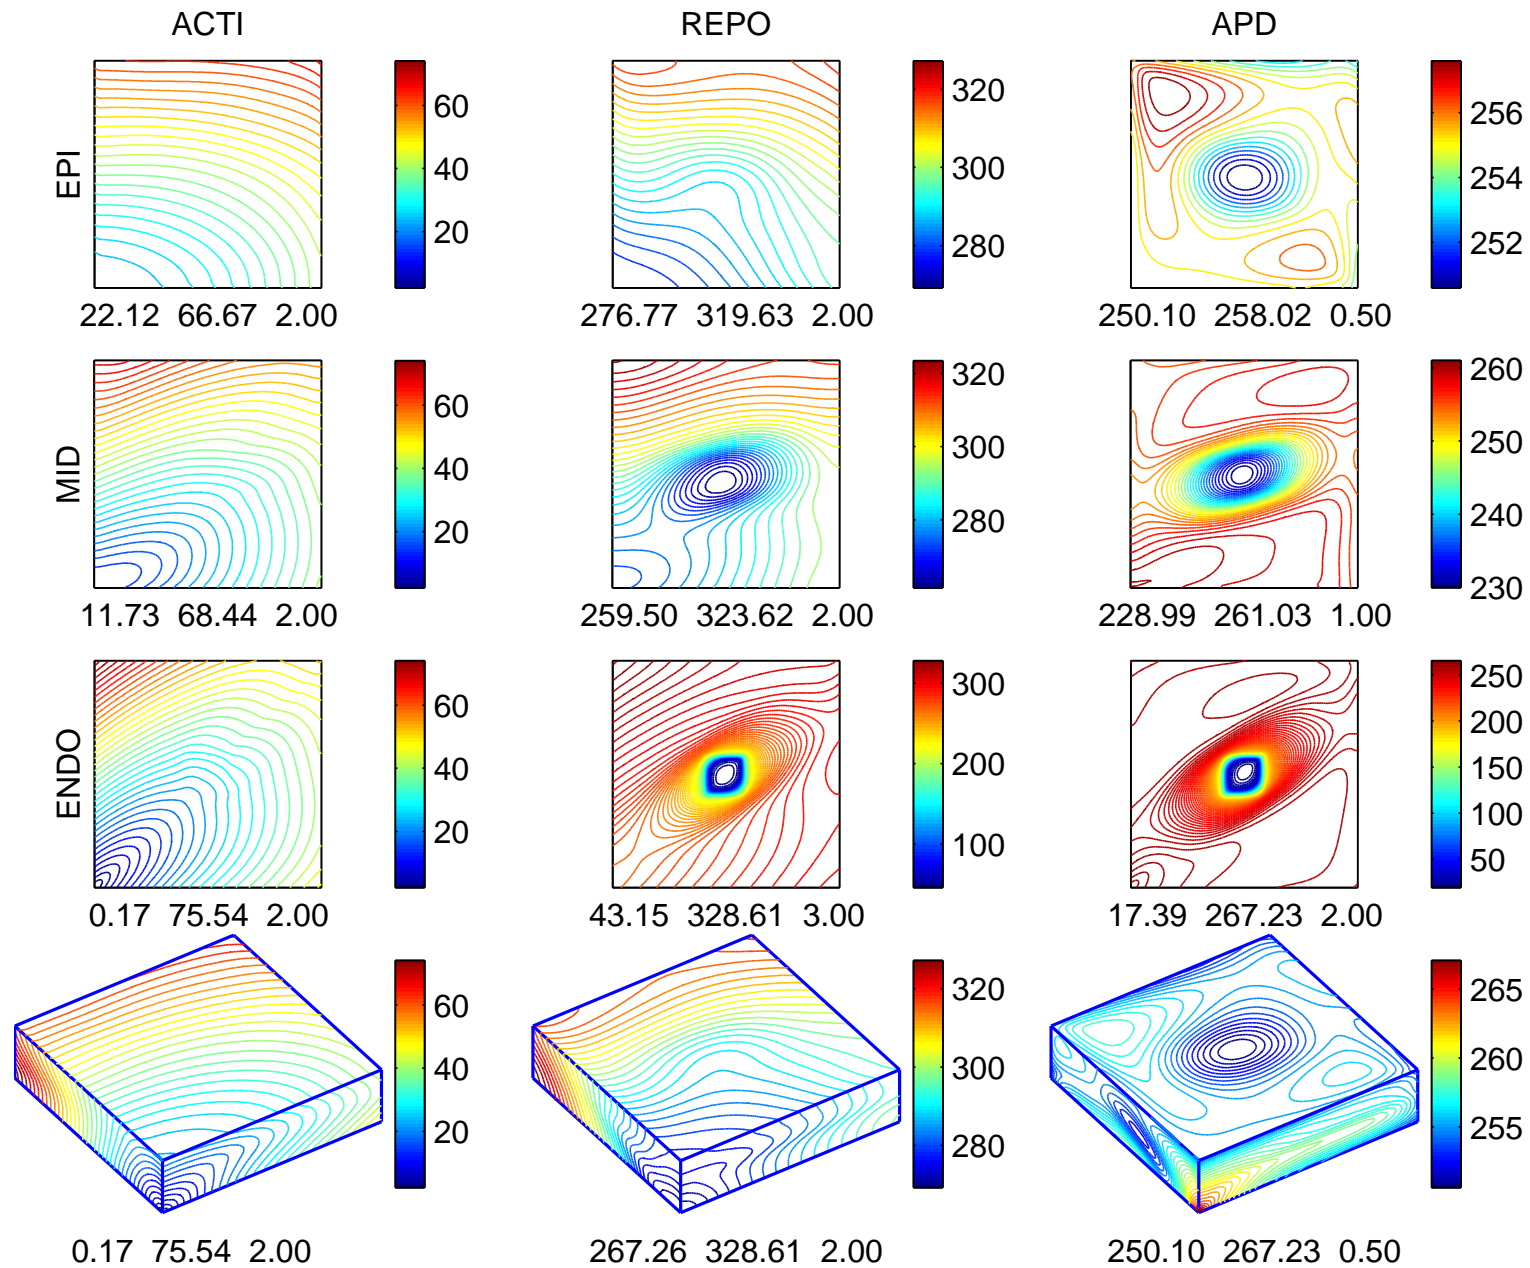 ACTI REPO APD
EPI
60
40
20
320
300
280
256
254
252
22.12 66.67 2.00
276.77 319.63 2.00
250.10 258.02 0.50
MID
60
40
20
320
300
280
260
250
240
230
11.73 68.44 2.00
259.50 323.62 2.00
228.99 261.03 1.00
ENDO
60
40
20
300
200
100
250
200
150
100
50
0.17 75.54 2.00
43.15 328.61 3.00
17.39 267.23 2.00
60
40
20
320
300
280
265
260
255
0.17 75.54 2.00
267.26 328.61 2.00
250.10 267.23 0.50